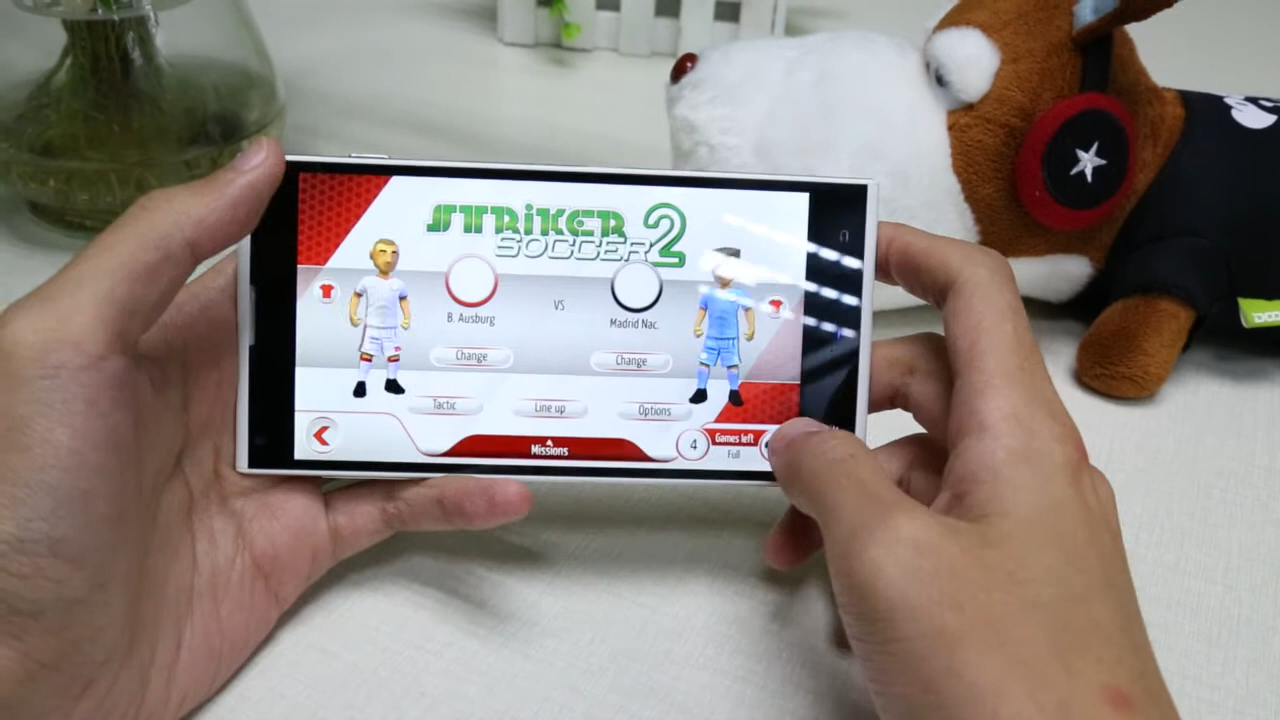 STRiKER
SOCCER 2
B. Ausburg
VS
Madrid Nac.
Change
Change
Tactic
Line up
Options
Missions
4
Games left
Full